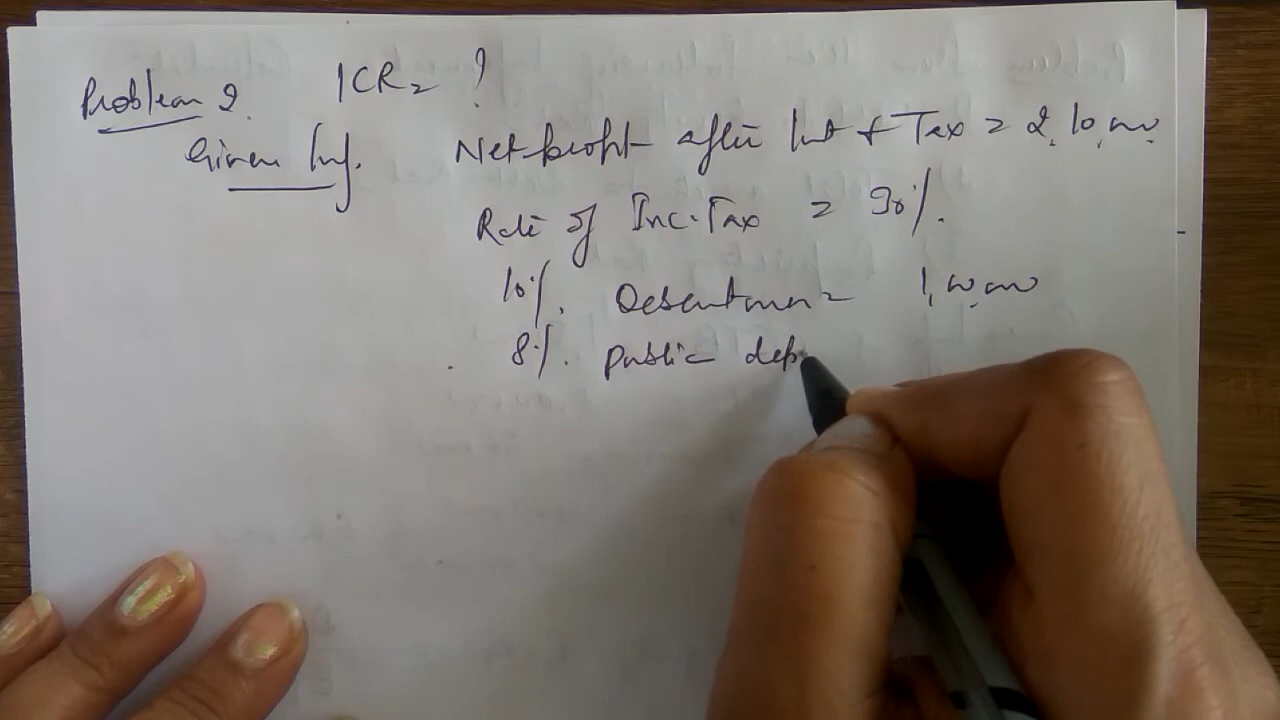 Problem 2. ICR = ?
Given Inf. Net profit after Int & Tax = 2,10,000
Rate of Inc. Tax = 30%.
10%. Debenture = 1,00,000
8%. Public dep